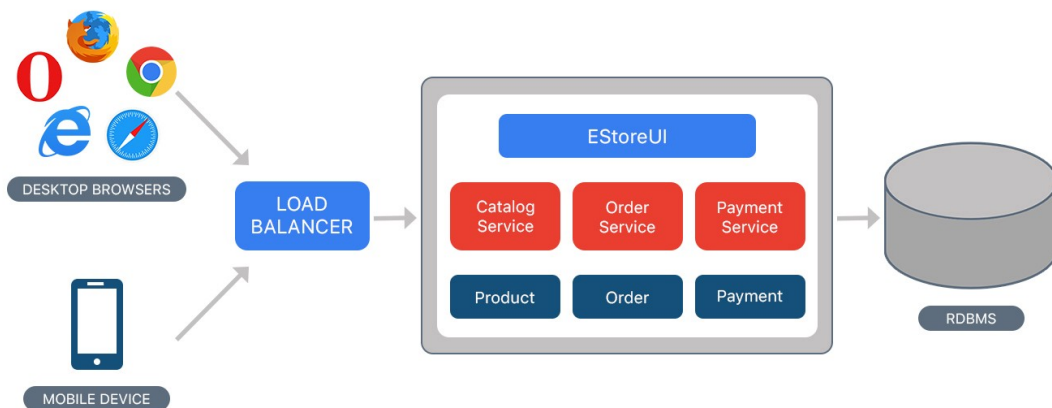 DESKTOP BROWSERS
MOBILE DEVICE
LOAD
BALANCER
EStoreUI
Catalog
Service
Order
Service
Payment
Service
Product
Order
Payment
RDBMS